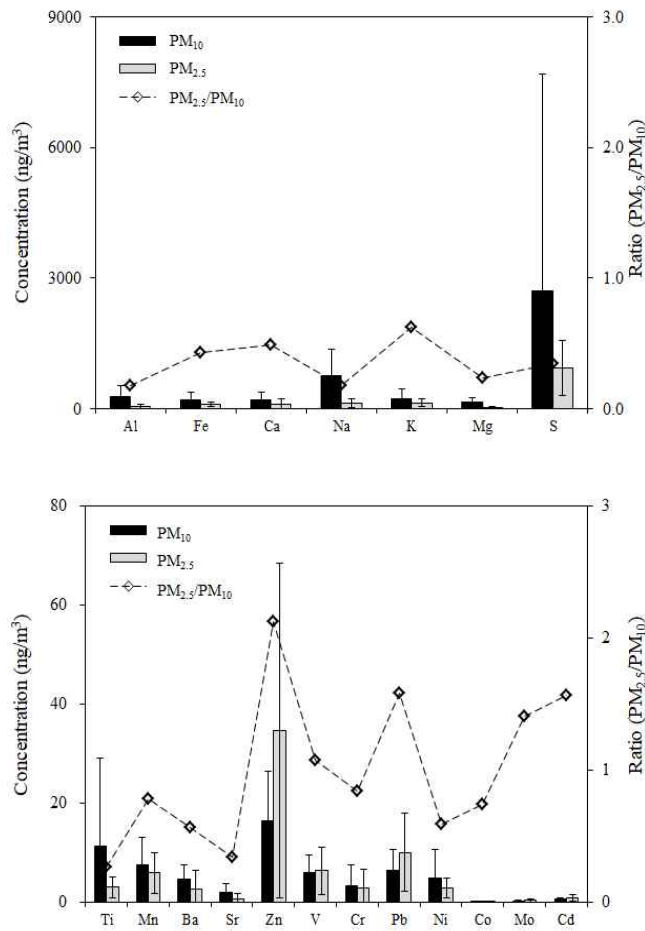 9000
3.0
PM10
PM2.5
PM2.5/PM10
6000
2.0
Concentration (ng/m3)
Ratio (PM2.5/PM10)
3000
1.0
0
0.0
Al Fe Ca Na K Mg S
80
3
PM10
PM2.5
PM2.5/PM10
60
2
Concentration (ng/m3)
Ratio (PM2.5/PM10)
40
1
20
0
0
Ti Mn Ba Sr Zn V Cr Pb Ni Co Mo Cd